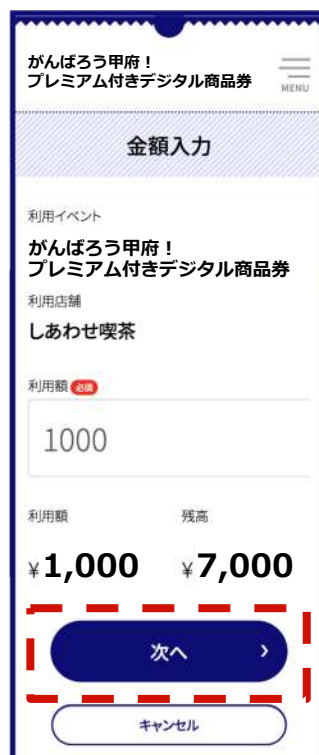 がんばろう甲府！
プレミアム付きデジタル商品券
MENU
金額入力
利用イベント
がんばろう甲府！
プレミアム付きデジタル商品券
利用店舗
しあわせ喫茶
利用額 必須
1000
利用額 残高
¥1,000 ¥7,000
次へ
キャンセル